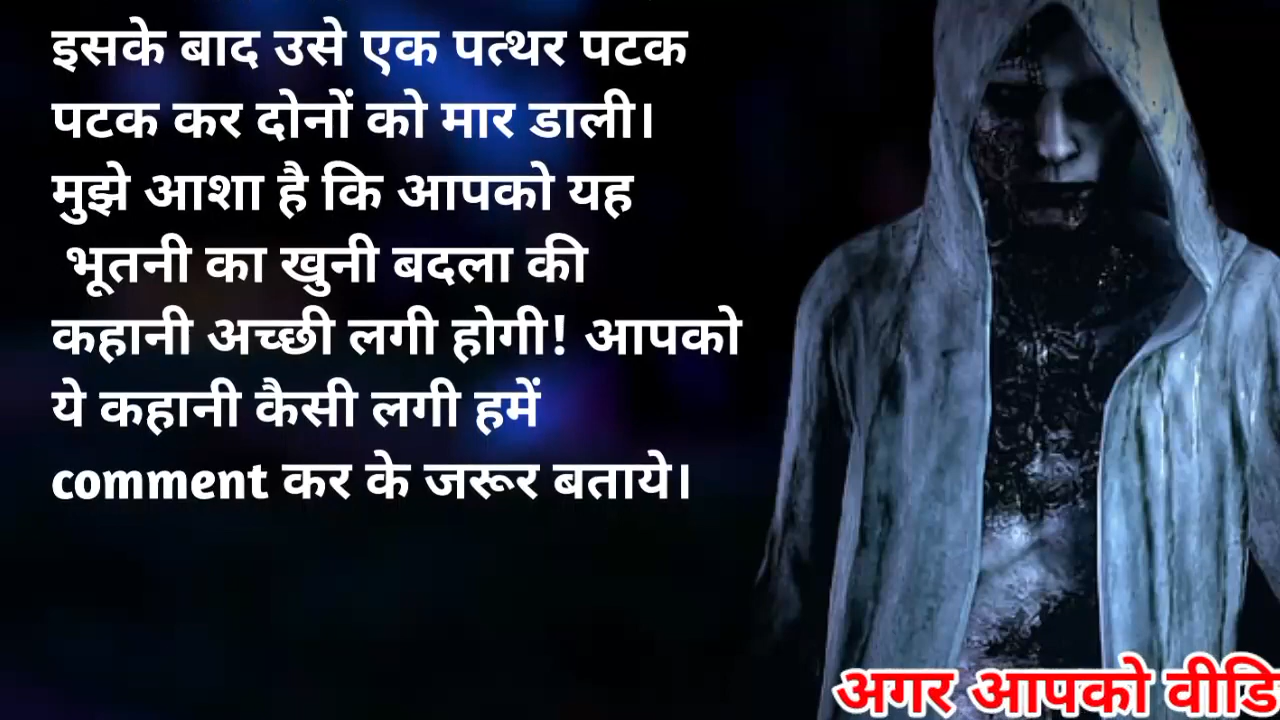 इसके बाद उसे एक पत्थर पटक
पटक कर दोनों को मार डाली।
मुझे आशा है कि आपको यह
भूतनी का खुनी बदला की
कहानी अच्छी लगी होगी! आपको
ये कहानी कैसी लगी हमें
comment कर के जरूर बताये।
अगर आपको वीडि